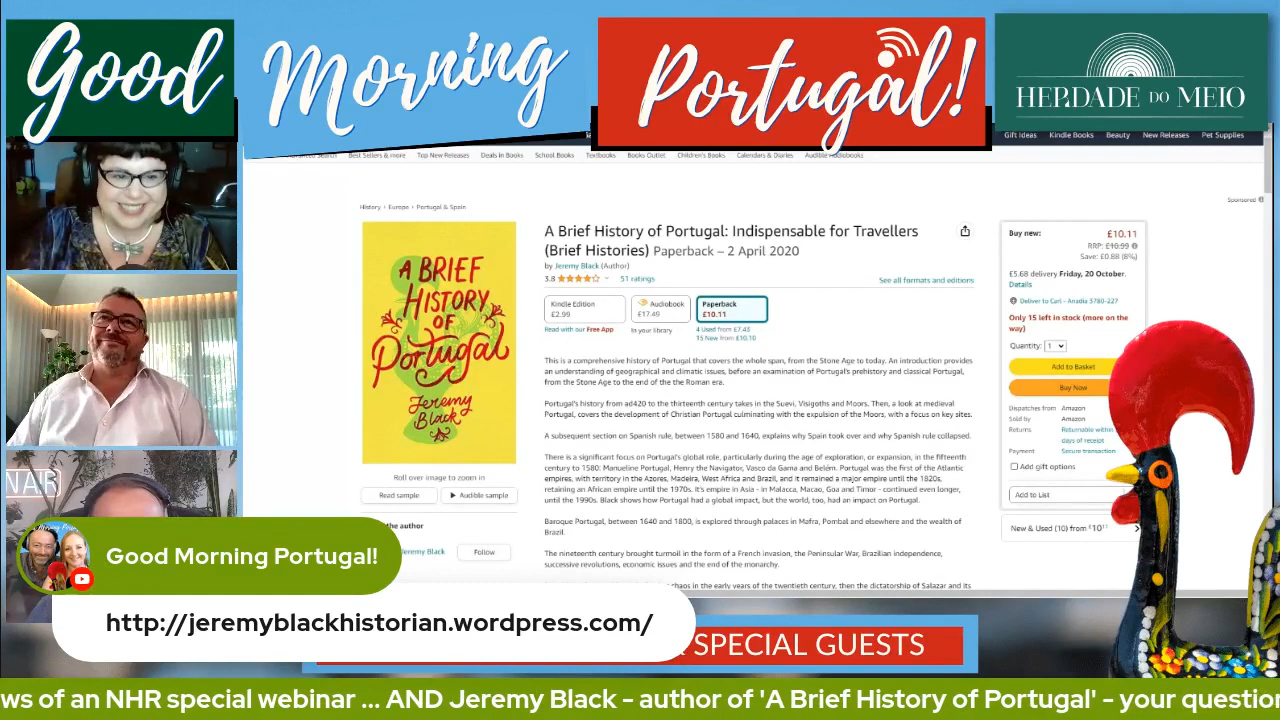 Good
Morning
Portugal!
HERDADE DO MEIO
Gift Ideas Kindle Books Beauty New Releases Pet Supplies
Best Sellers & more Top New Releases Deals in Books School Books Textbooks Books Outlet Children's Books Calendars & Diaries Audible Audiobooks
Sponsored
History › Europe › Portugal & Spain
A BRIEF
HISTORY
OF
Portugal
Jeremy
Black
Roll over image to zoom in
Read sample
Audible sample
the author
Jeremy Black
Follow
A Brief History of Portugal: Indispensable for Travellers
(Brief Histories) Paperback – 2 April 2020
by Jeremy Black (Author)
3.8 51 ratings
See all formats and editions
Kindle Edition
£2.99
Audiobook
£17.49
Paperback
£10.11
Read with our Free App
In your library
4 Used from £7.43
15 New from £10.10
This is a comprehensive history of Portugal that covers the whole span, from the Stone Age to today. An introduction provides
an understanding of geographical and climatic issues, before an examination of Portugal's prehistory and classical Portugal,
from the Stone Age to the end of the the Roman era.
Portugal's history from ad420 to the thirteenth century takes in the Suevi, Visigoths and Moors. Then, a look at medieval
Portugal, covers the development of Christian Portugal culminating with the expulsion of the Moors, with a focus on key sites.
A subsequent section on Spanish rule, between 1580 and 1640, explains why Spain took over and why Spanish rule collapsed.
There is a significant focus on Portugal's global role, particularly during the age of exploration, or expansion, in the fifteenth
century to 1580: Manueline Portugal, Henry the Navigator, Vasco da Gama and Belém. Portugal was the first of the Atlantic
empires, with territory in the Azores, Madeira, West Africa and Brazil, and it remained a major empire until the 1820s,
retaining an African empire until the 1970s. It's empire in Asia - in Malacca, Macao, Goa and Timor - continued even longer,
until the 1990s. Black shows how Portugal had a global impact, but the world, too, had an impact on Portugal.
Baroque Portugal, between 1640 and 1800, is explored through palaces in Mafra, Pombal and elsewhere and the wealth of
Brazil.
The nineteenth century brought turmoil in the form of a French invasion, the Peninsular War, Brazilian independence,
successive revolutions, economic issues and the end of the monarchy.
chaos in the early years of the twentieth century, then the dictatorship of Salazar and its
Buy new: £10.11
RRP: £10.99
Save: £0.88 (8%)
£5.68 delivery Friday, 20 October.
Details
Deliver to Carl - Anadia 3780-227
Only 15 left in stock (more on the
way)
Quantity: 1
Add to Basket
Buy Now
Dispatches from Amazon
Sold by Amazon
Returns Returnable within
days of receipt
Payment Secure transaction
Add gift options
Add to List
New & Used (10) from £10
Good Morning Portugal!
http://jeremyblackhistorian.wordpress.com/
SPECIAL GUESTS
ws of an NHR special webinar ... AND Jeremy Black - author of 'A Brief History of Portugal' - your question